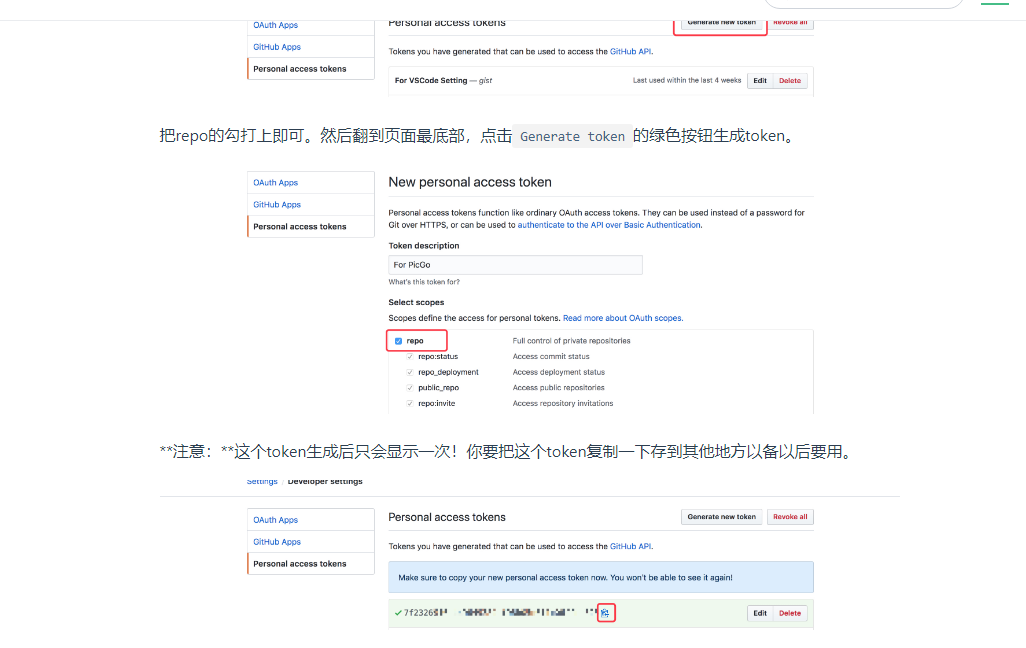 OAuth Apps
Personal access tokens
Generate new token
Revoke all
GitHub Apps
Tokens you have generated that can be used to access the GitHub API.
Personal access tokens
For VSCode Setting — gist
Last used within the last 4 weeks
Edit
Delete
把repo的勾打上即可。然后翻到页面最底部，点击 Generate token 的绿色按钮生成token。
OAuth Apps
GitHub Apps
Personal access tokens
New personal access token
Personal access tokens function like ordinary OAuth access tokens. They can be used instead of a password for
Git over HTTPS, or can be used to authenticate to the API over Basic Authentication.
Token description
For PicGo
What's this token for?
Select scopes
Scopes define the access for personal tokens. Read more about OAuth scopes.
repo Full control of private repositories
repo:status Access commit status
repo_deployment Access deployment status
public_repo Access public repositories
repo:invite Access repository invitations
**注意：**这个token生成后只会显示一次！你要把这个token复制一下存到其他地方以备以后要用。
Settings / Developer settings
OAuth Apps
GitHub Apps
Personal access tokens
Personal access tokens
Generate new token
Revoke all
Tokens you have generated that can be used to access the GitHub API.
Make sure to copy your new personal access token now. You won't be able to see it again!
Edit
Delete